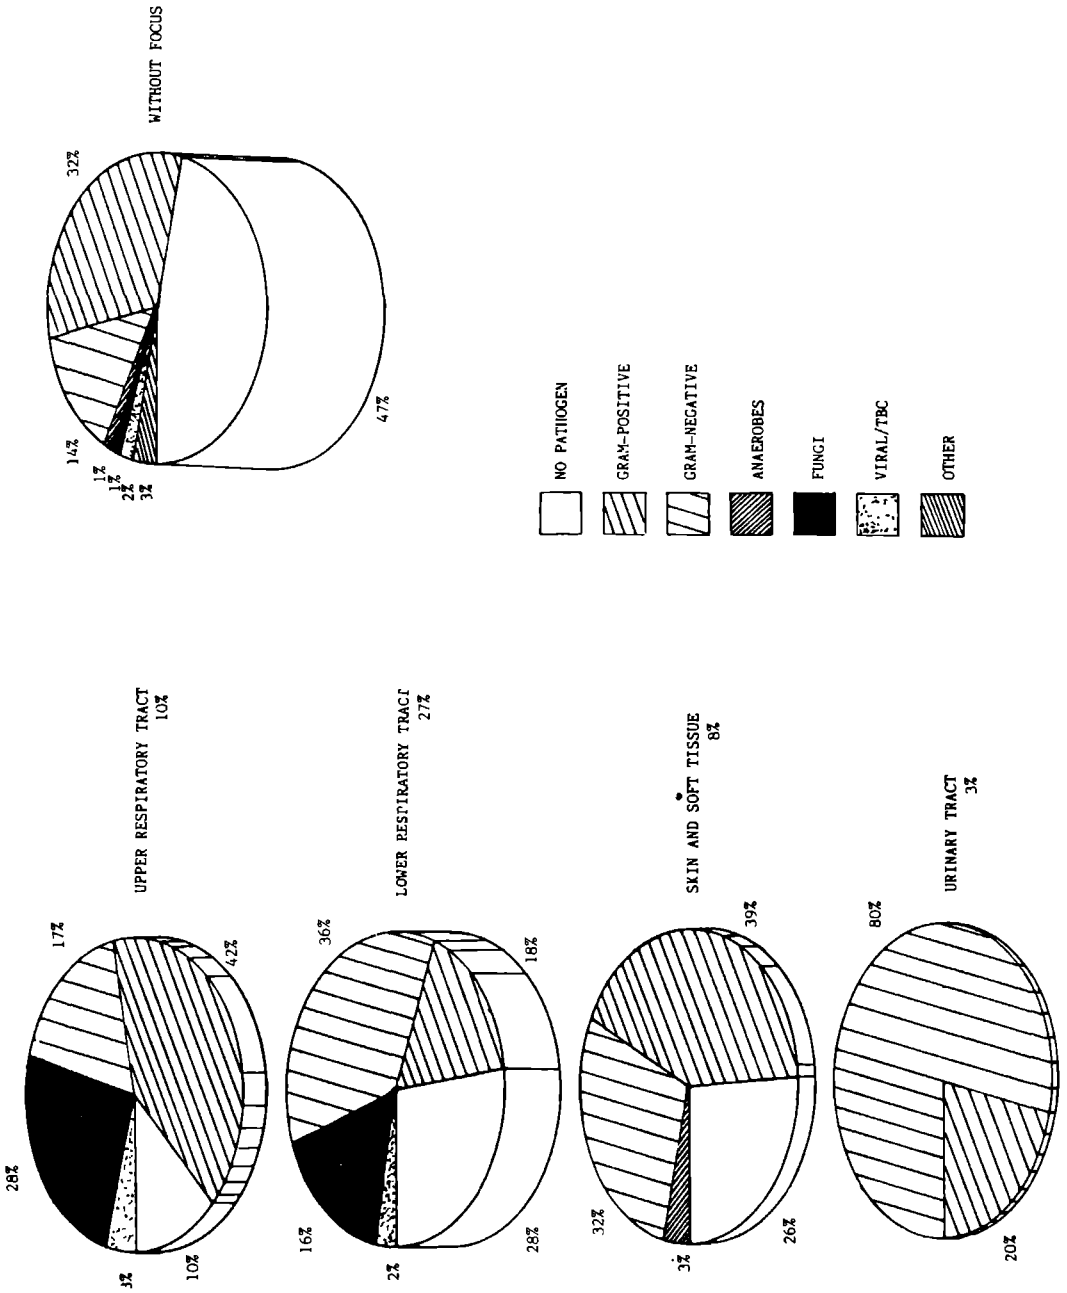 WITHOUT FOCUS
32%
14%
1%
1%
2%
3%
47%
NO PATHOGEN
GRAM-POSITIVE
GRAM-NEGATIVE
ANAEROBES
FUNGI
VIRAL/TBC
OTHER
UPPER RESPIRATORY TRACT
10%
17%
28%
3%
10%
42%
LOWER RESPIRATORY TRACT
27%
36%
16%
2%
28%
18%
SKIN AND SOFT TISSUE
8%
32%
3%
26%
39%
URINARY TRACT
3%
80%
20%